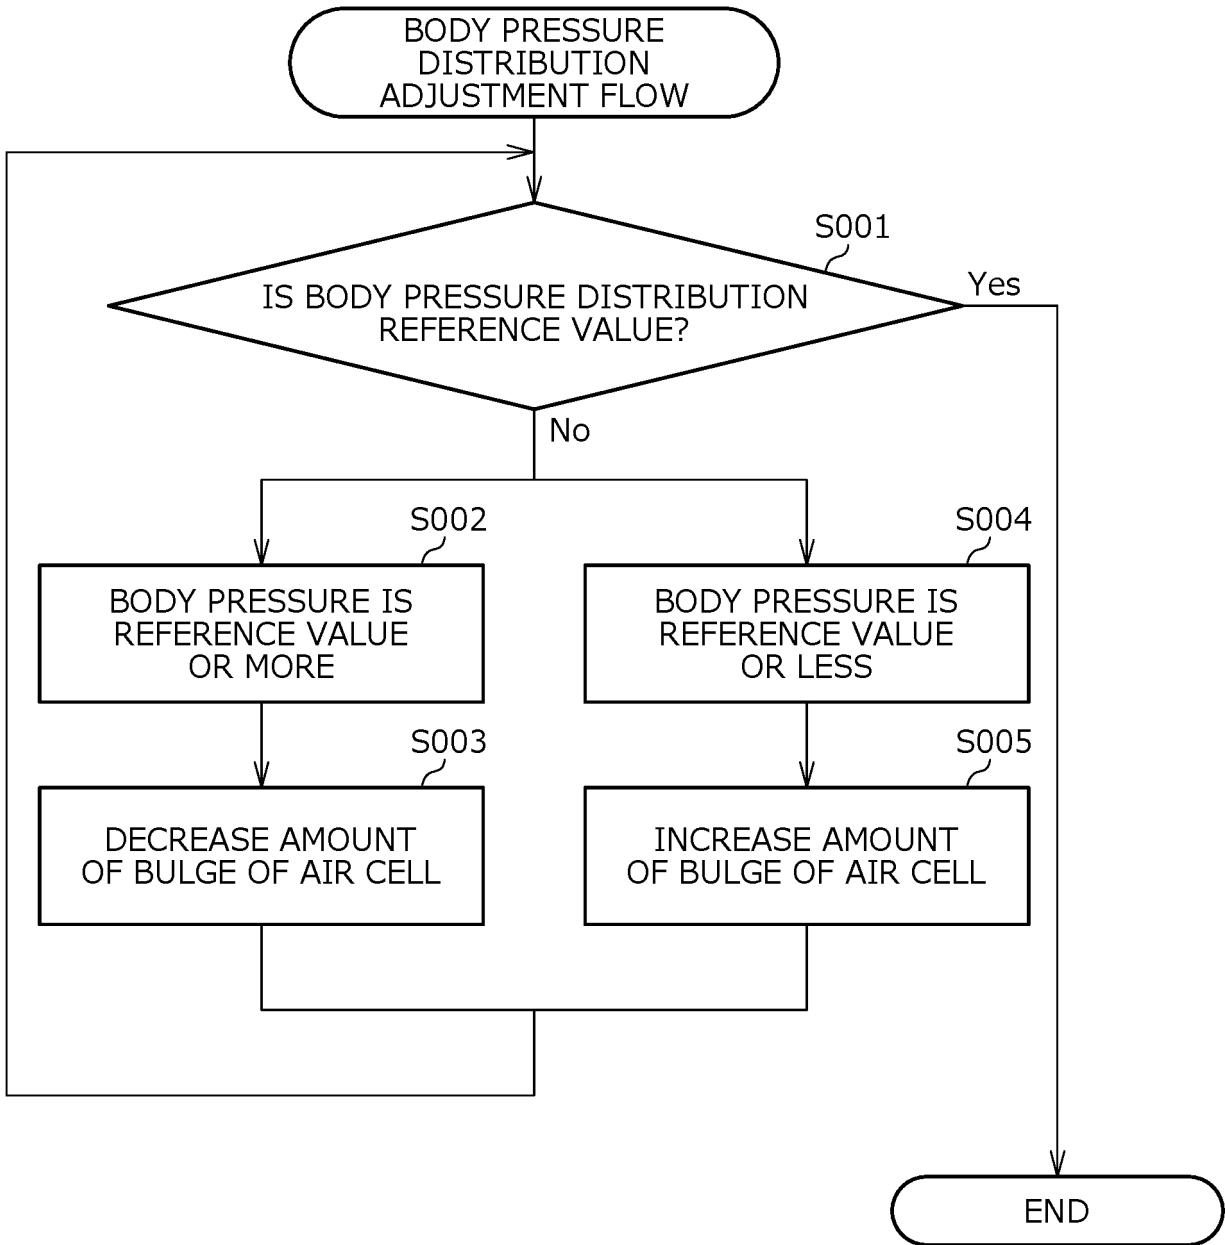 BODY PRESSURE
DISTRIBUTION
ADJUSTMENT FLOW
S001
Yes
IS BODY PRESSURE DISTRIBUTION
REFERENCE VALUE?
No
S002
BODY PRESSURE IS
REFERENCE VALUE
OR MORE
S004
BODY PRESSURE IS
REFERENCE VALUE
OR LESS
S003
DECREASE AMOUNT
OF BULGE OF AIR CELL
S005
INCREASE AMOUNT
OF BULGE OF AIR CELL
END